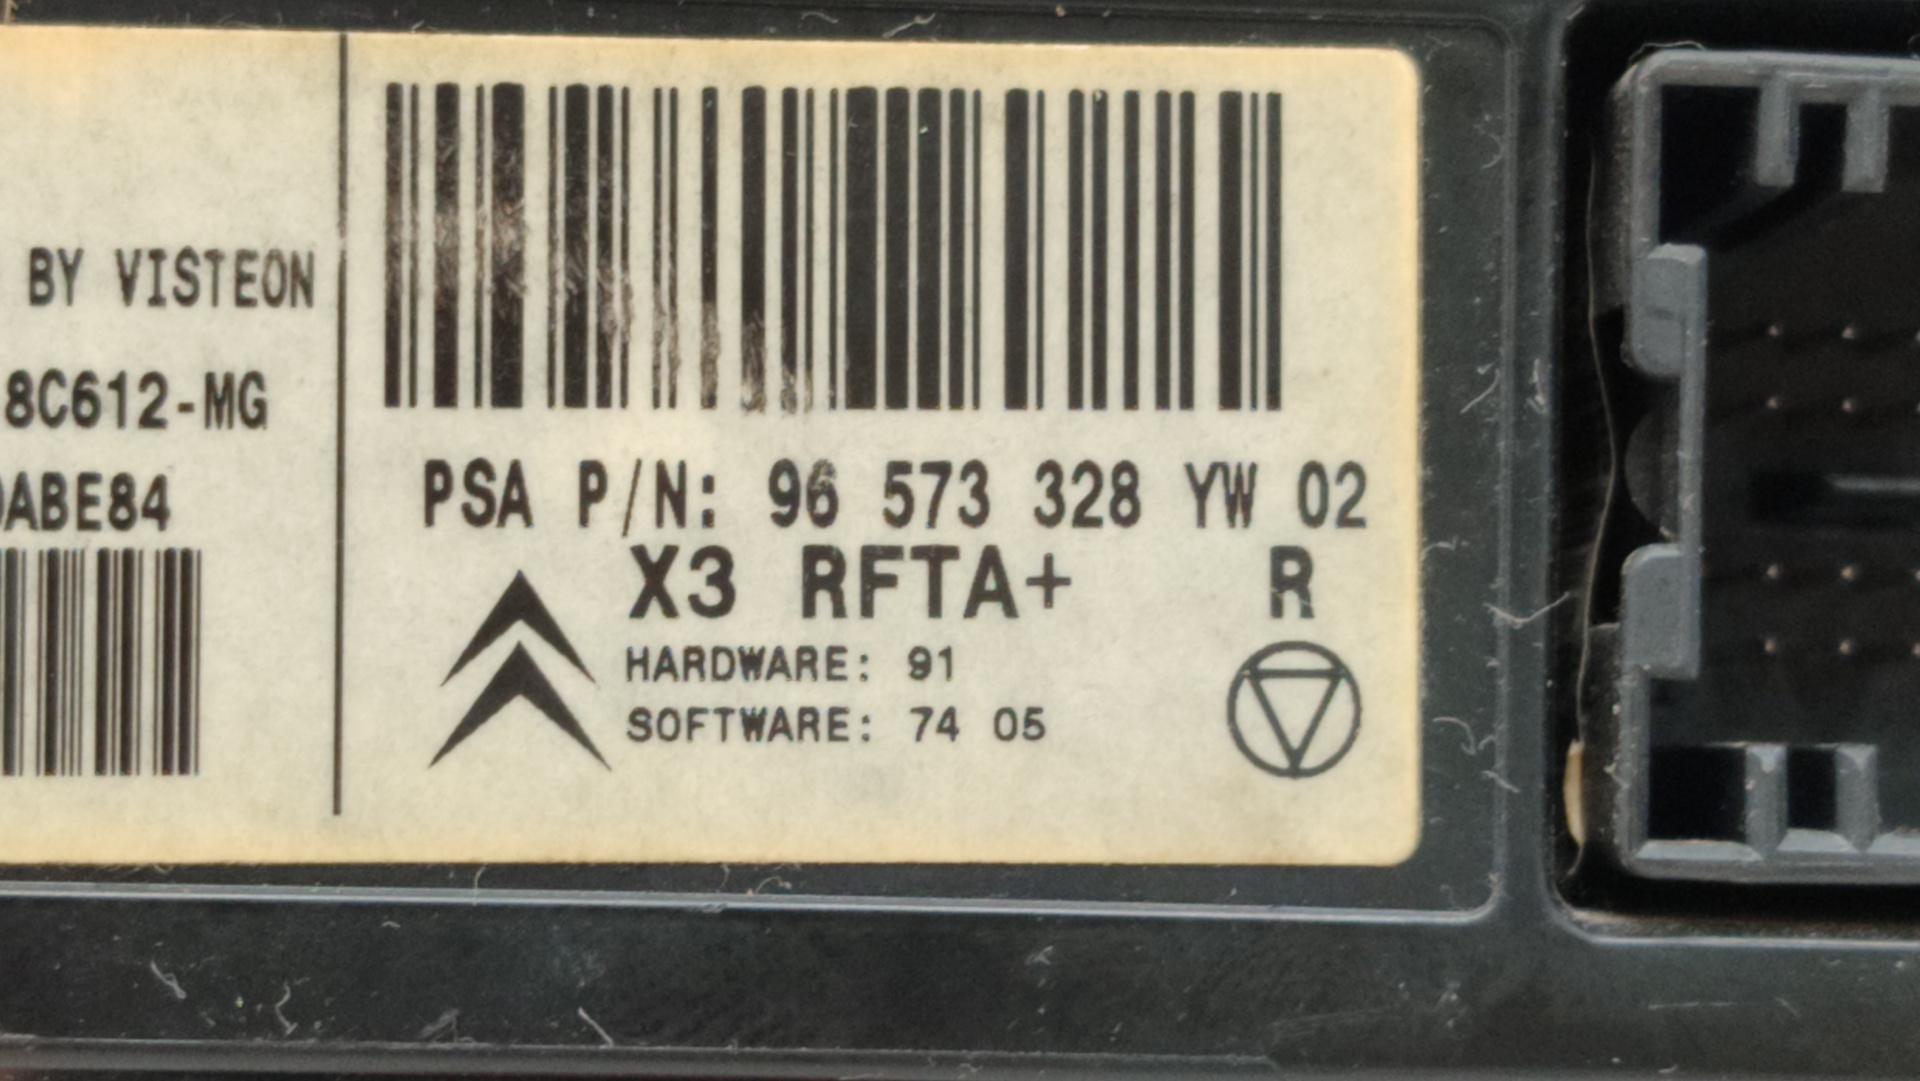 BY VISTEON
8C612-MG
ABE84
PSA P/N: 96 573 328 YW 02
X3 RFTA+ R
HARDWARE: 91
SOFTWARE: 74 05